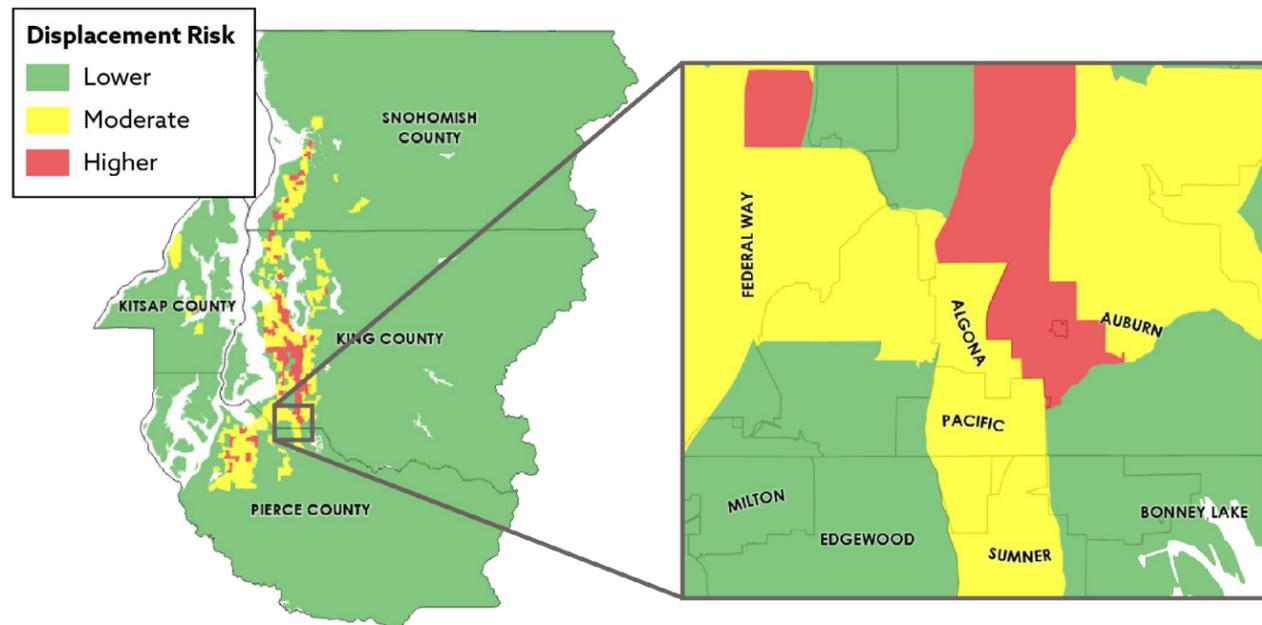 Displacement Risk
Lower
Moderate
Higher
SNOHOMISH
COUNTY
KITSAP COUNTY
KING COUNTY
PIERCE COUNTY
FEDERAL WAY
ALGONA
AUBURN
PACIFIC
MILTON
EDGEWOOD
BONNEY LAKE
SUMNER